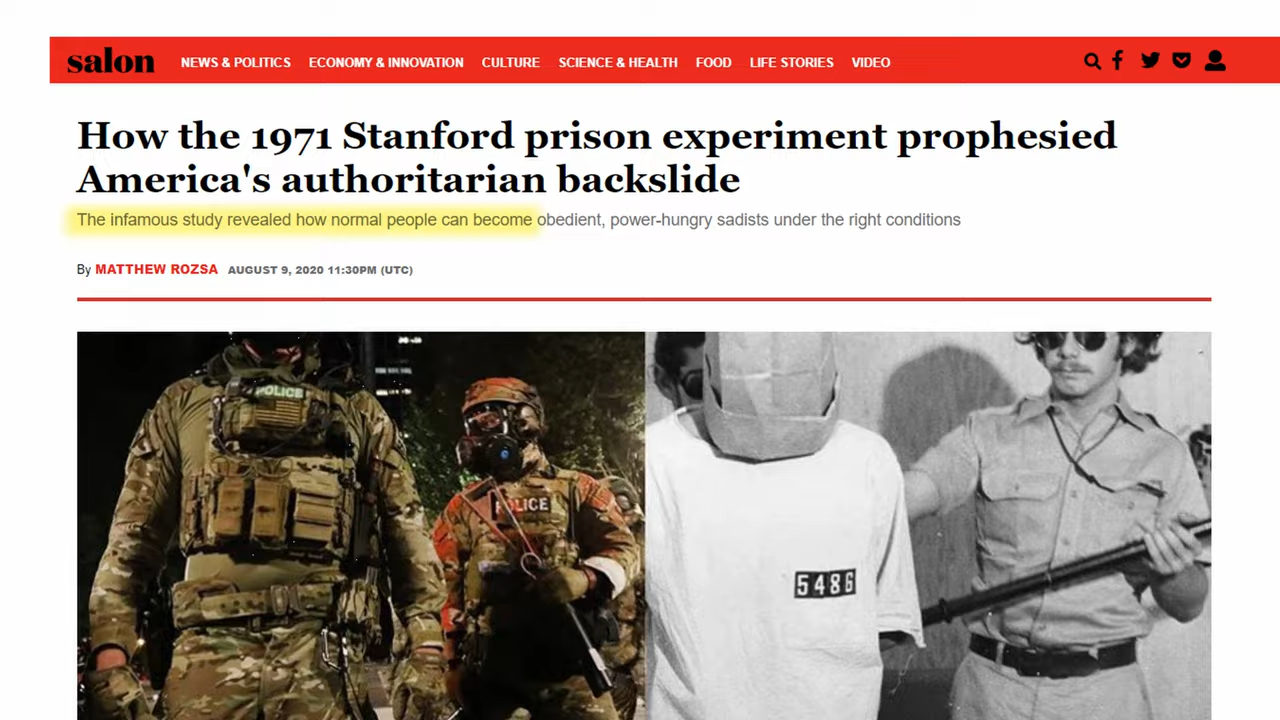 salon NEWS & POLITICS ECONOMY & INNOVATION CULTURE SCIENCE & HEALTH FOOD LIFE STORIES VIDEO
How the 1971 Stanford prison experiment prophesied
America's authoritarian backslide
The infamous study revealed how normal people can become obedient, power-hungry sadists under the right conditions
By MATTHEW ROZSA AUGUST 9, 2020 11:30PM (UTC)
POLICE
POLICE
5486